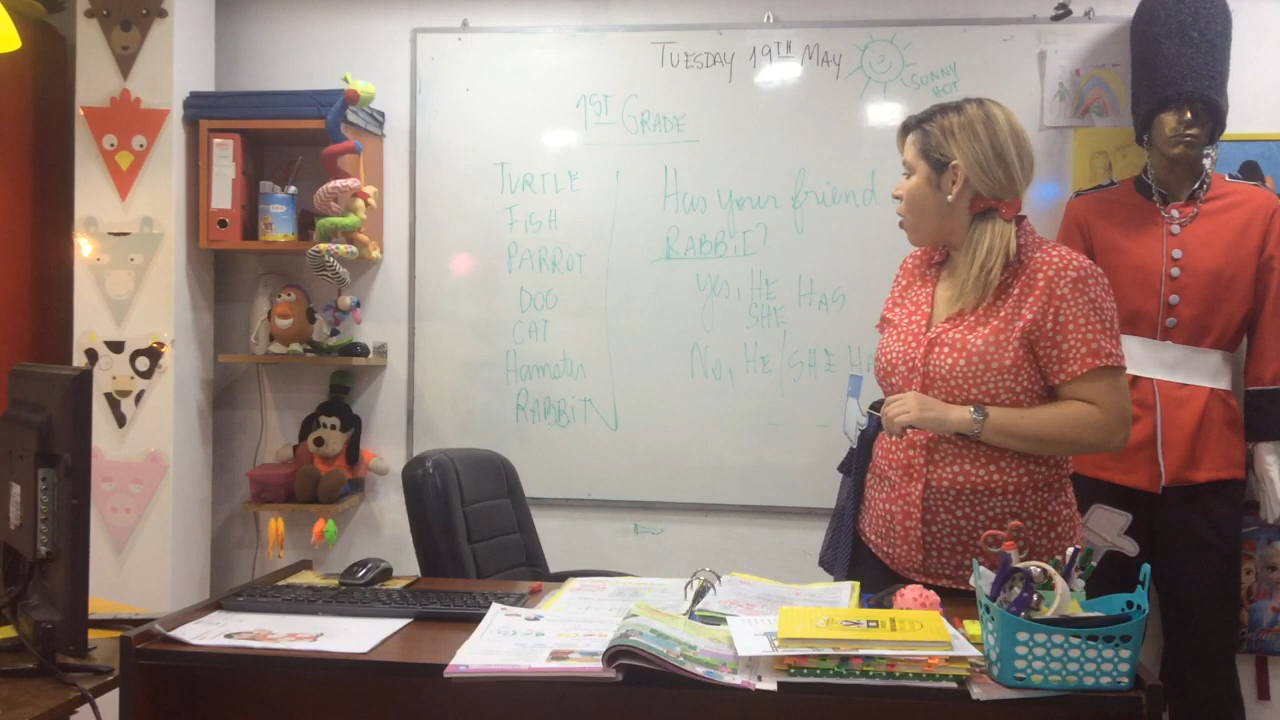 TUESDAY 19TH MAY
SUNNY
HOT
1ST GRADE
TURTLE
FISH
PARROT
DOG
CAT
Hamster
RABBIT
Has your friend
RABBIT?
Yes, HE HAS
SHE
No, HE/SHE